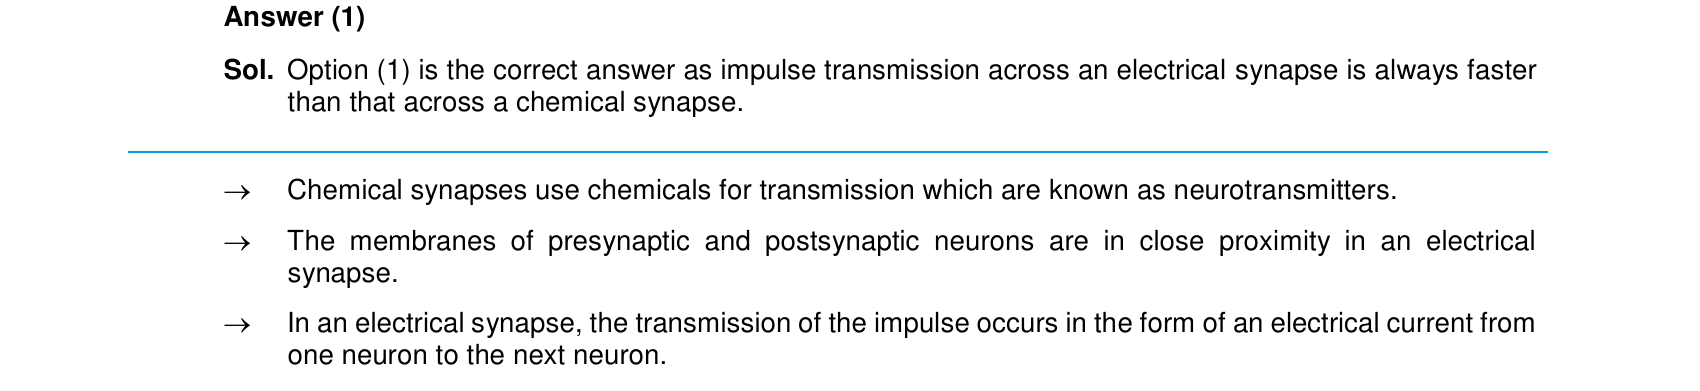 Answer (1)
Sol. Option (1) is the correct answer as impulse transmission across an electrical synapse is always faster
than that across a chemical synapse.
→ Chemical synapses use chemicals for transmission which are known as neurotransmitters.
→ The membranes of presynaptic and postsynaptic neurons are in close proximity in an electrical
synapse.
→ In an electrical synapse, the transmission of the impulse occurs in the form of an electrical current from
one neuron to the next neuron.